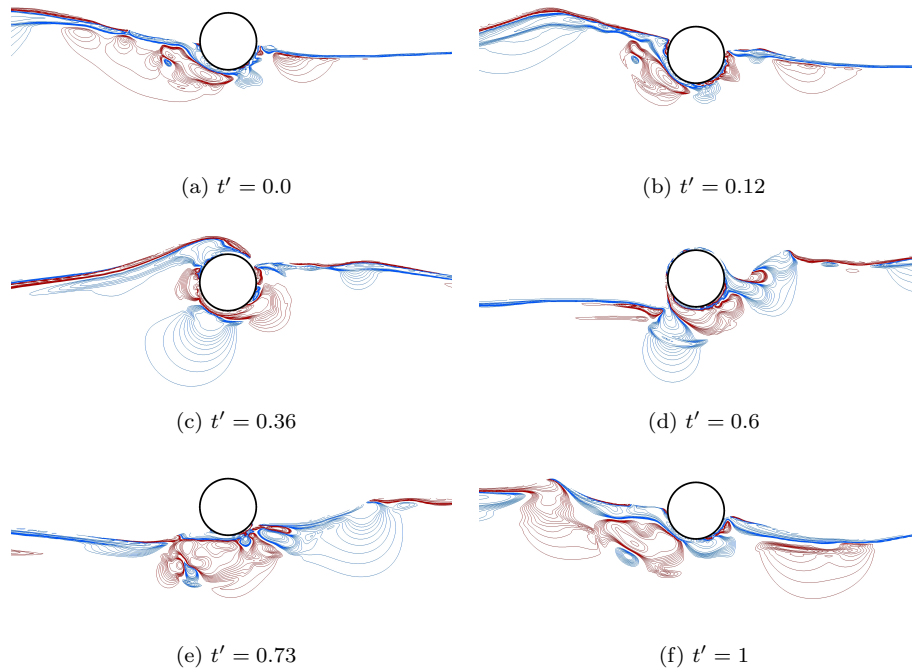 (a) t′ = 0.0
(b) t′ = 0.12
(c) t′ = 0.36
(d) t′ = 0.6
(e) t′ = 0.73
(f) t′ = 1